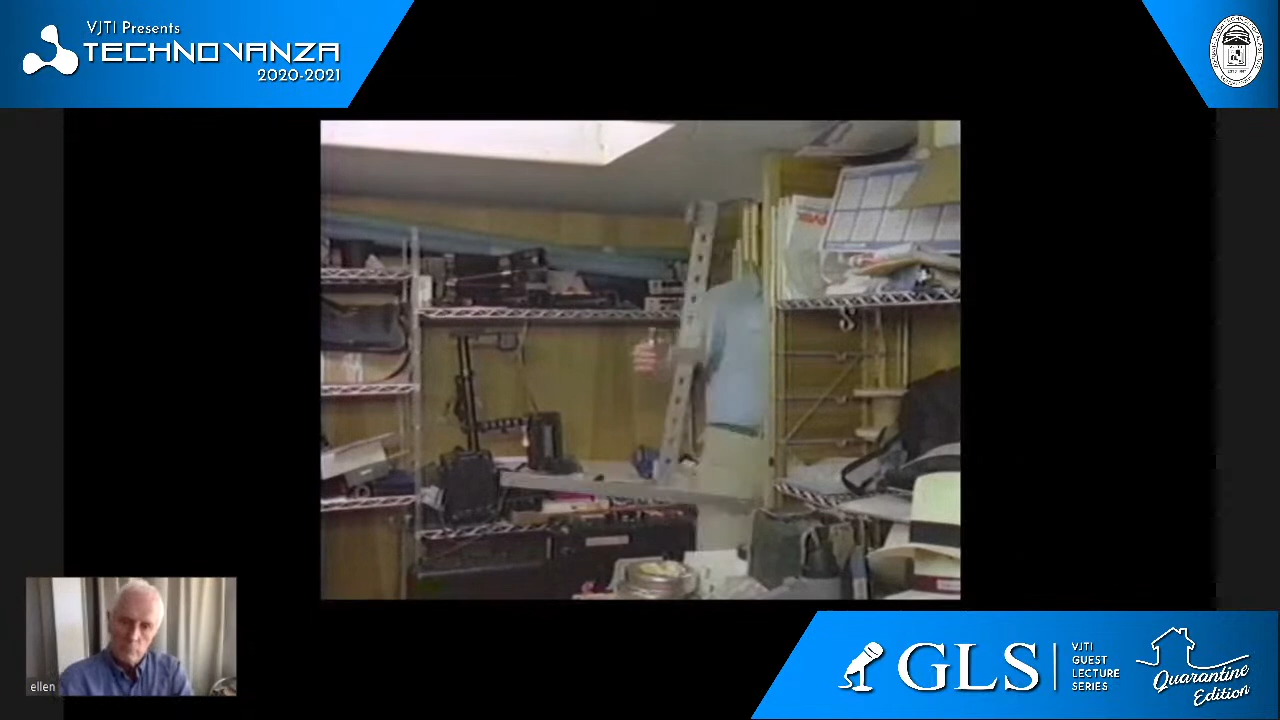 VJTI Presents
TECHNOVANZA
2020-2021
ellen
GLS
VJTI
GUEST
LECTURE
SERIES
Quarantine
Edition